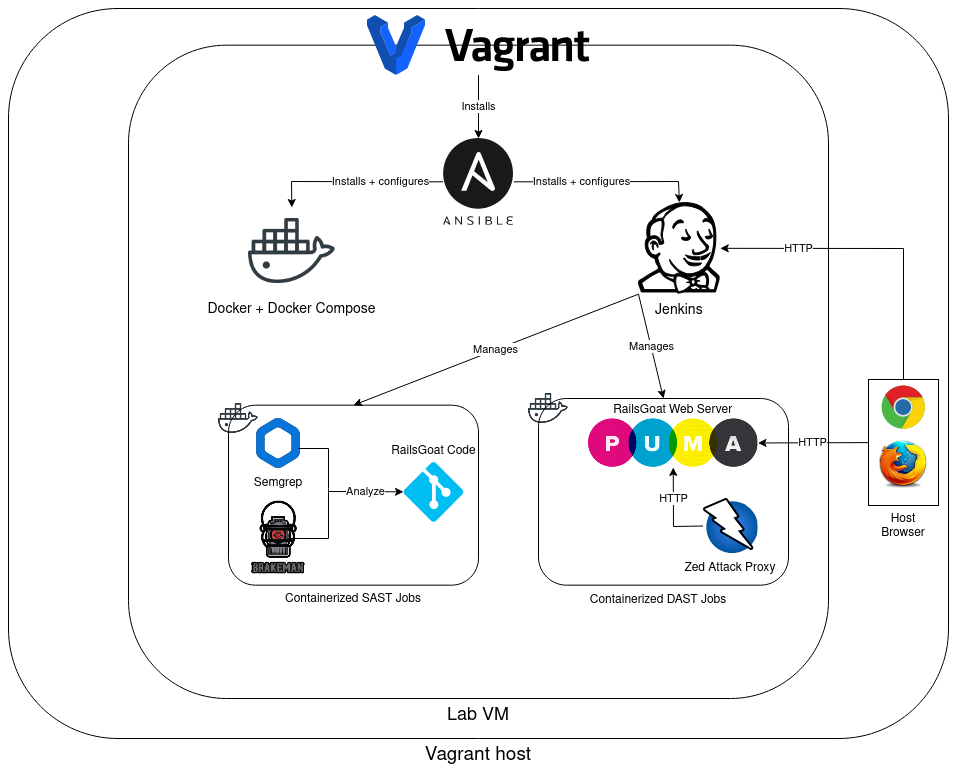 Vagrant
Installs
Installs + configures
Installs + configures
ANSIBLE
Docker + Docker Compose
Jenkins
HTTP
Manages
Manages
RailsGoat Web Server
PUMA
HTTP
RailsGoat Code
Semgrep
Analyze
HTTP
BRAKEMAN
Zed Attack Proxy
Host
Browser
Containerized SAST Jobs
Containerized DAST Jobs
Lab VM
Vagrant host